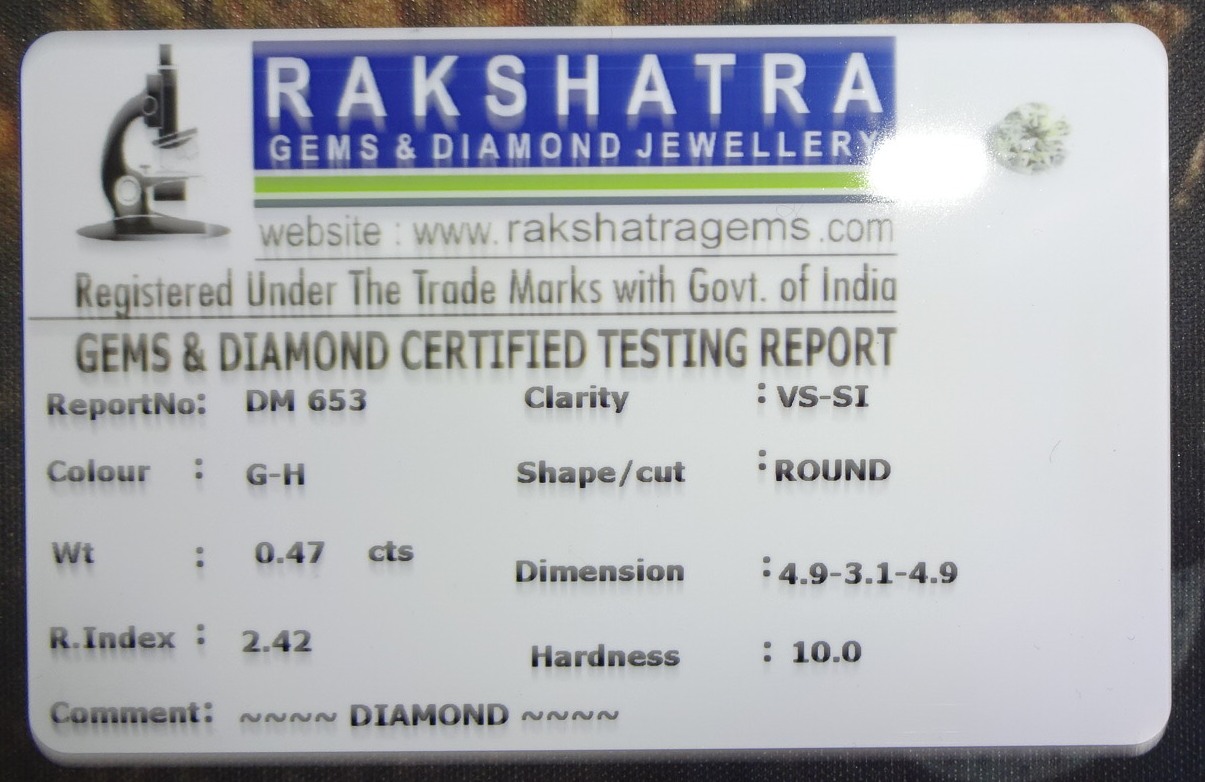 RAKSHATRA
GEMS & DIAMOND JEWELLERY
website : www.rakshatragems.com
Registered Under The Trade Marks with Govt. of India
GEMS & DIAMOND CERTIFIED TESTING REPORT
ReportNo: DM 653 Clarity : VS-SI
Colour : G-H Shape/cut : ROUND
Wt : 0.47 cts Dimension : 4.9-3.1-4.9
R.Index : 2.42 Hardness : 10.0
Comment: ~~~~ DIAMOND ~~~~